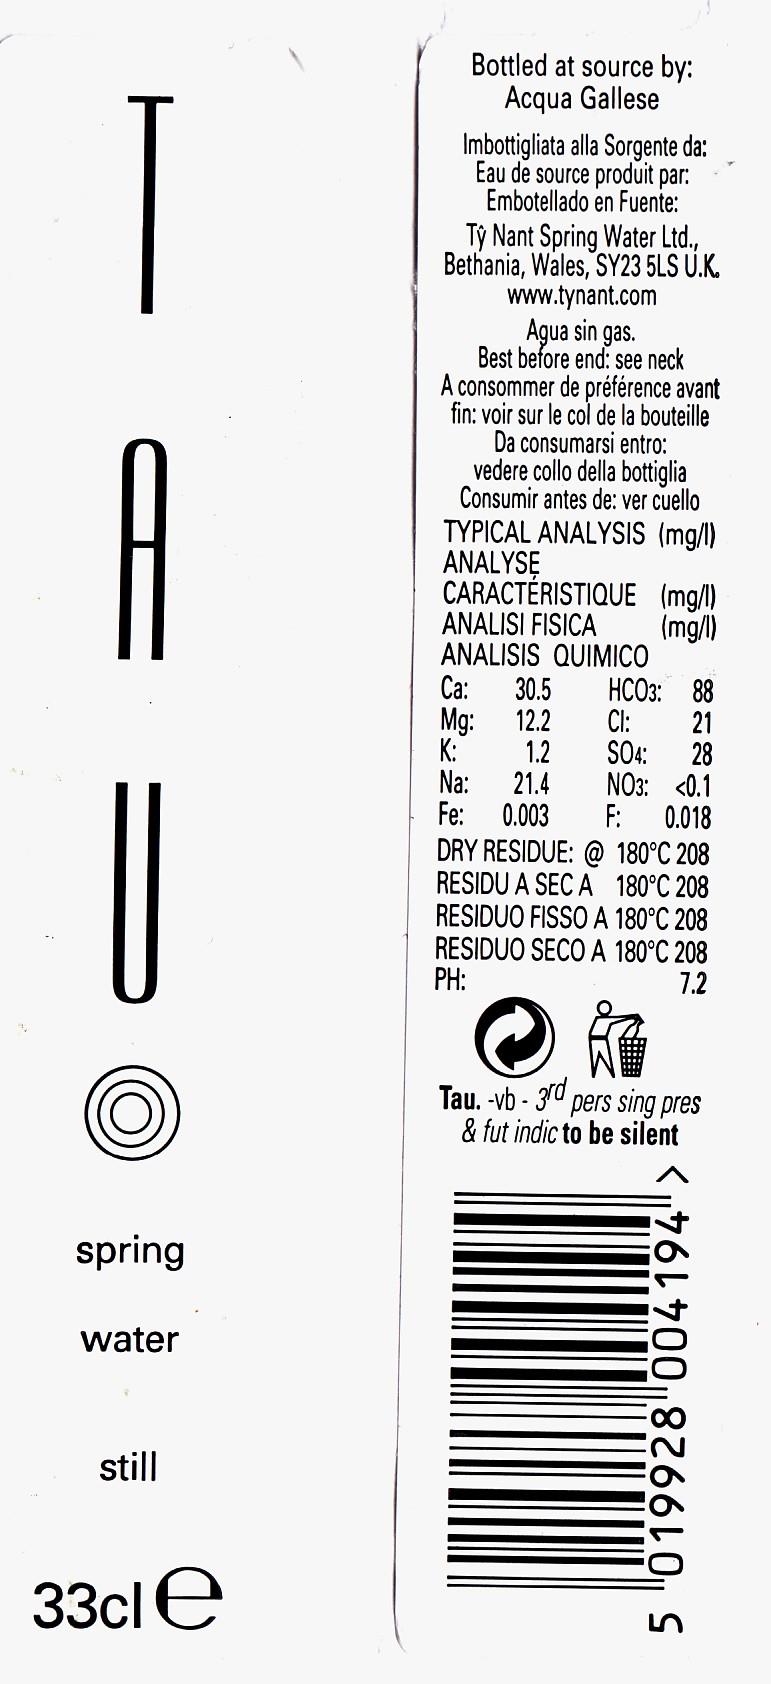 T
A
U
spring
water
still
33cl e
Bottled at source by:
Acqua Gallese
Imbottigliata alla Sorgente da:
Eau de source produit par:
Embotellado en Fuente:
Tŷ Nant Spring Water Ltd.,
Bethania, Wales, SY23 5LS U.K.
www.tynant.com
Agua sin gas.
Best before end: see neck
A consommer de préférence avant
fin: voir sur le col de la bouteille
Da consumarsi entro:
vedere collo della bottiglia
Consumir antes de: ver cuello
TYPICAL ANALYSIS (mg/l)
ANALYSE
CARACTÉRISTIQUE (mg/l)
ANALISI FISICA (mg/l)
ANALISIS QUIMICO
Ca: 30.5 HCO3: 88
Mg: 12.2 Cl: 21
K: 1.2 SO4: 28
Na: 21.4 NO3: <0.1
Fe: 0.003 F: 0.018
DRY RESIDUE: @ 180°C 208
RESIDU A SEC A 180°C 208
RESIDUO FISSO A 180°C 208
RESIDUO SECO A 180°C 208
PH: 7.2
Tau. -vb - 3rd pers sing pres
& fut indic to be silent
5 019928 004194 >